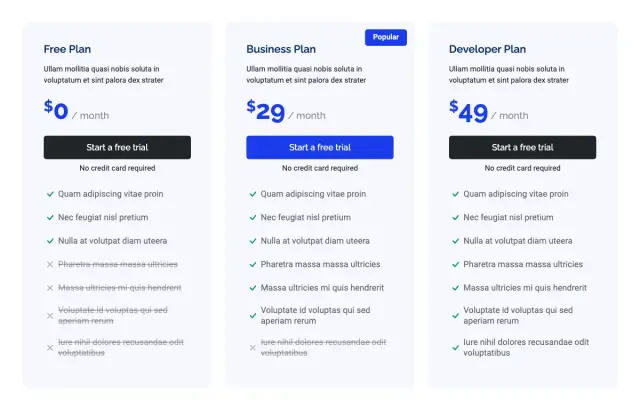 Free Plan
Ullam mollitia quasi nobis soluta in
voluptatum et sint palora dex strater
$0 / month
Start a free trial
No credit card required
Quam adipiscing vitae proin
Nec feugiat nisl pretium
Nulla at volutpat diam uteera
Pharetra massa massa ultricies
Massa ultricies mi quis hendrerit
Voluptate id voluptas qui sed
aperiam rerum
Iure nihil dolores recusandae odit
voluptatibus
Popular
Business Plan
Ullam mollitia quasi nobis soluta in
voluptatum et sint palora dex strater
$29 / month
Start a free trial
No credit card required
Quam adipiscing vitae proin
Nec feugiat nisl pretium
Nulla at volutpat diam uteera
Pharetra massa massa ultricies
Massa ultricies mi quis hendrerit
Voluptate id voluptas qui sed
aperiam rerum
Iure nihil dolores recusandae odit
voluptatibus
Developer Plan
Ullam mollitia quasi nobis soluta in
voluptatum et sint palora dex strater
$49 / month
Start a free trial
No credit card required
Quam adipiscing vitae proin
Nec feugiat nisl pretium
Nulla at volutpat diam uteera
Pharetra massa massa ultricies
Massa ultricies mi quis hendrerit
Voluptate id voluptas qui sed
aperiam rerum
Iure nihil dolores recusandae odit
voluptatibus